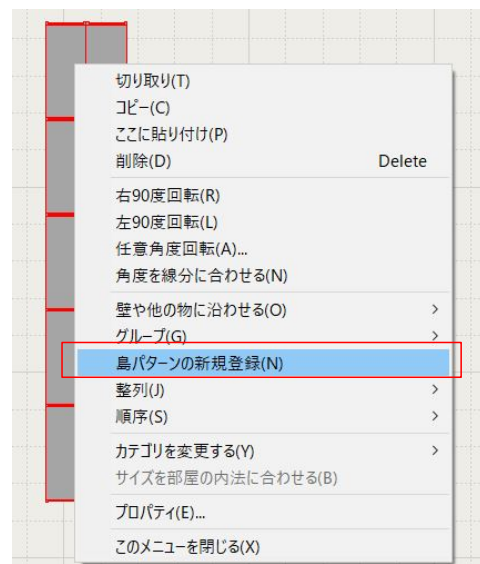 切り取り(T)
コピー(C)
ここに貼り付け(P)
削除(D) Delete
右90度回転(R)
左90度回転(L)
任意角度回転(A)...
角度を線分に合わせる(N)
壁や他の物に沿わせる(O) >
グループ(G) >
島パターンの新規登録(N)
整列(J) >
順序(S) >
カテゴリを変更する(Y) >
サイズを部屋の内法に合わせる(B)
プロパティ(E)...
このメニューを閉じる(X)